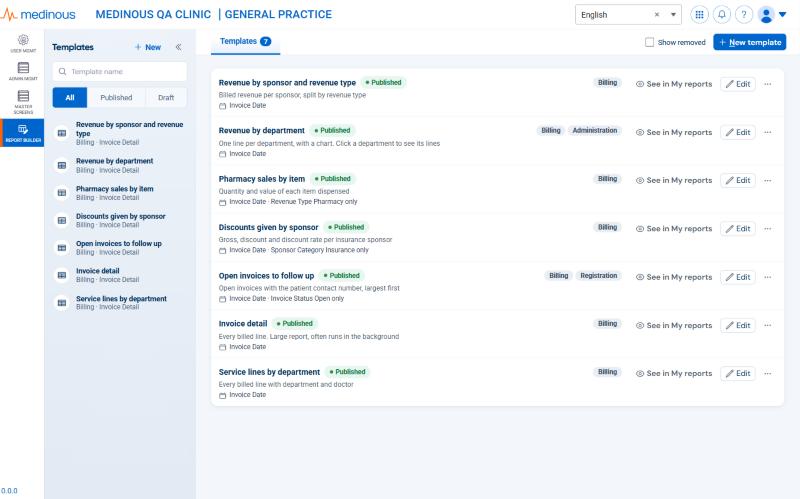 medinous
MEDINOUS QA CLINIC | GENERAL PRACTICE
English
USER MGMT
ADMIN MGMT
MASTER SCREENS
REPORT BUILDER
0.0.0
Templates
+ New
Template name
All
Published
Draft
Revenue by sponsor and revenue type
Billing · Invoice Detail
Revenue by department
Billing · Invoice Detail
Pharmacy sales by item
Billing · Invoice Detail
Discounts given by sponsor
Billing · Invoice Detail
Open invoices to follow up
Billing · Invoice Detail
Invoice detail
Billing · Invoice Detail
Service lines by department
Billing · Invoice Detail
Templates 7
Show removed
+ New template
Revenue by sponsor and revenue type Published Billing See in My reports Edit
Billed revenue per sponsor, split by revenue type
Invoice Date
Revenue by department Published Billing Administration See in My reports Edit
One line per department, with a chart. Click a department to see its lines
Invoice Date
Pharmacy sales by item Published Billing See in My reports Edit
Quantity and value of each item dispensed
Invoice Date · Revenue Type Pharmacy only
Discounts given by sponsor Published Billing See in My reports Edit
Gross, discount and discount rate per insurance sponsor
Invoice Date · Sponsor Category Insurance only
Open invoices to follow up Published Billing Registration See in My reports Edit
Open invoices with the patient contact number, largest first
Invoice Date · Invoice Status Open only
Invoice detail Published Billing See in My reports Edit
Every billed line. Large report, often runs in the background
Invoice Date
Service lines by department Published Billing See in My reports Edit
Every billed line with department and doctor
Invoice Date